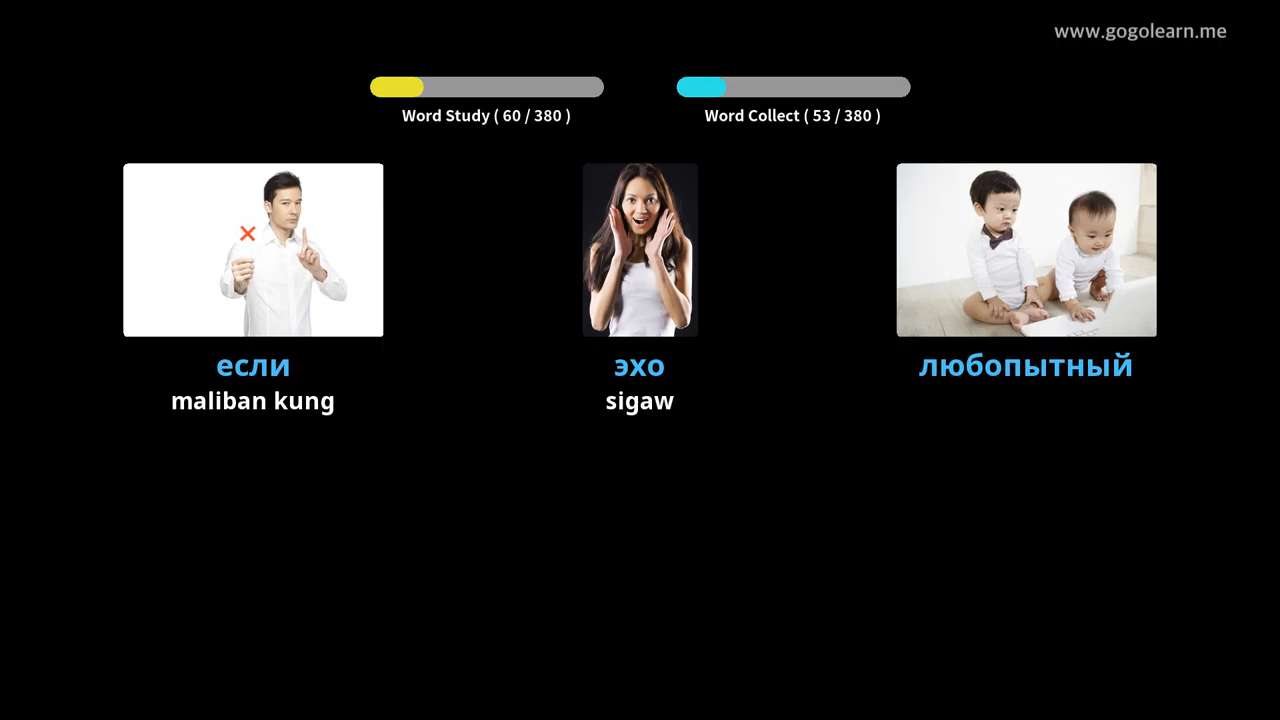 www.gogolearn.me
Word Study ( 60 / 380 )
Word Collect ( 53 / 380 )
если
maliban kung
эхо
sigaw
любопытный